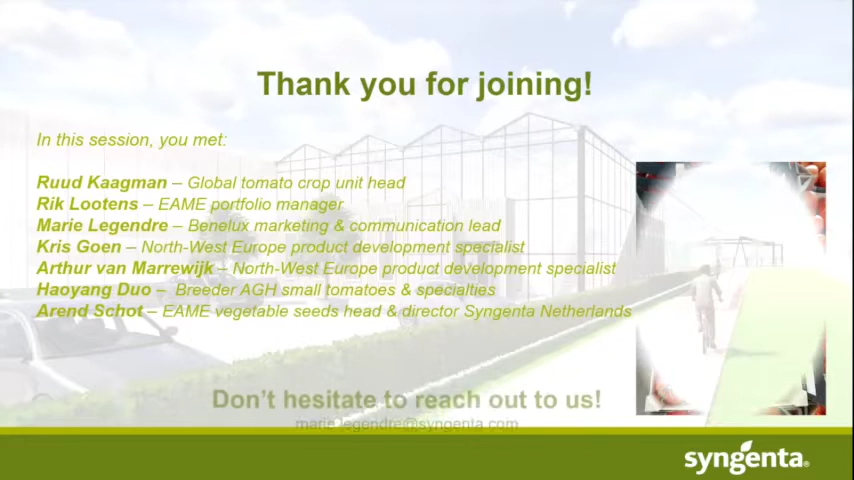 Thank you for joining!
In this session, you met:
Ruud Kaagman – Global tomato crop unit head
Rik Lootens – EAME portfolio manager
Marie Legendre – Benelux marketing & communication lead
Kris Goen – North-West Europe product development specialist
Arthur van Marrewijk – North-West Europe product development specialist
Haoyang Duo – Breeder AGH small tomatoes & specialties
Arend Schot – EAME vegetable seeds head & director Syngenta Netherlands
Don't hesitate to reach out to us!
marie.legendre@syngenta.com
syngenta